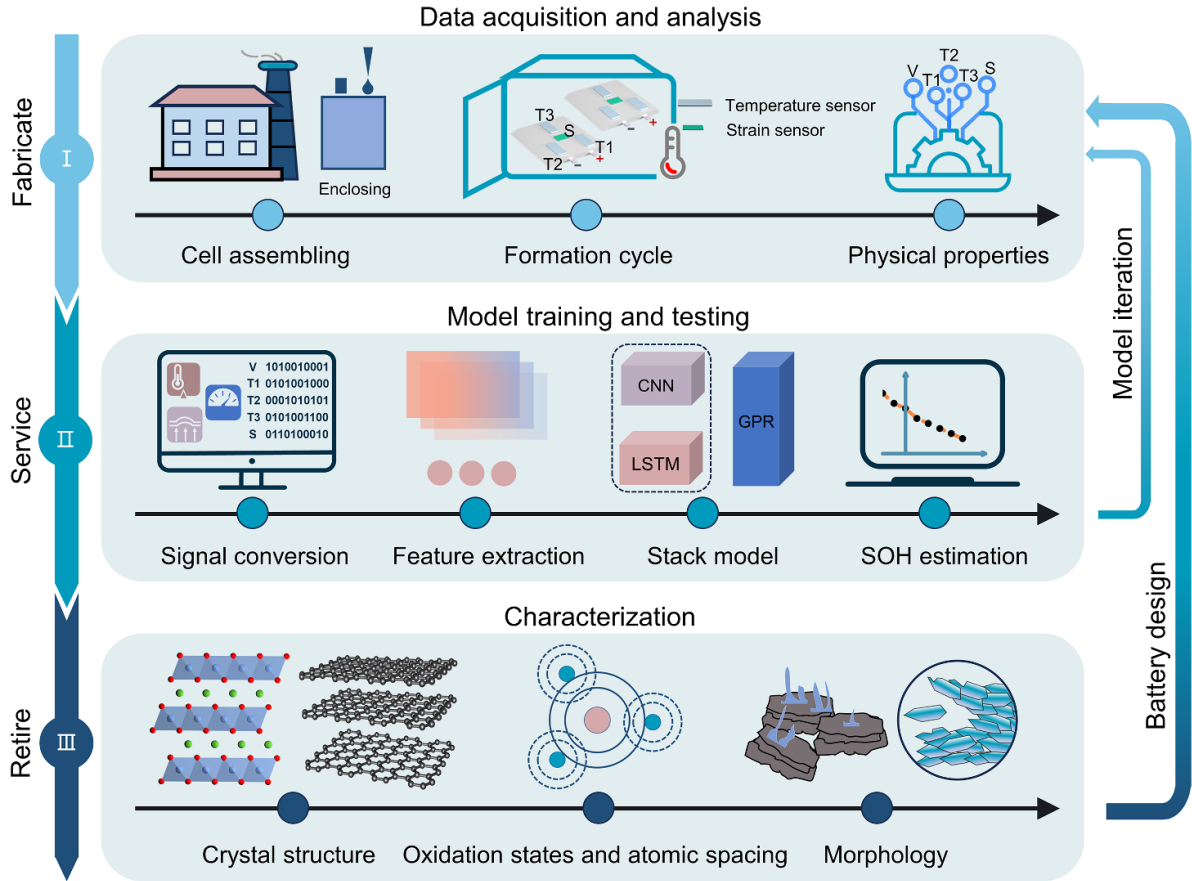 Data acquisition and analysis
Fabricate
I
Enclosing
T3
S
T1
T2
+
−
+
−
Temperature sensor
Strain sensor
V
T1
T2
T3
S
Cell assembling
Formation cycle
Physical properties
Model training and testing
Service
II
V 1010010001
T1 0101001000
T2 0001010101
T3 0101001100
S 0110100010
CNN
LSTM
GPR
Signal conversion
Feature extraction
Stack model
SOH estimation
Model iteration
Characterization
Retire
III
Crystal structure
Oxidation states and atomic spacing
Morphology
Battery design